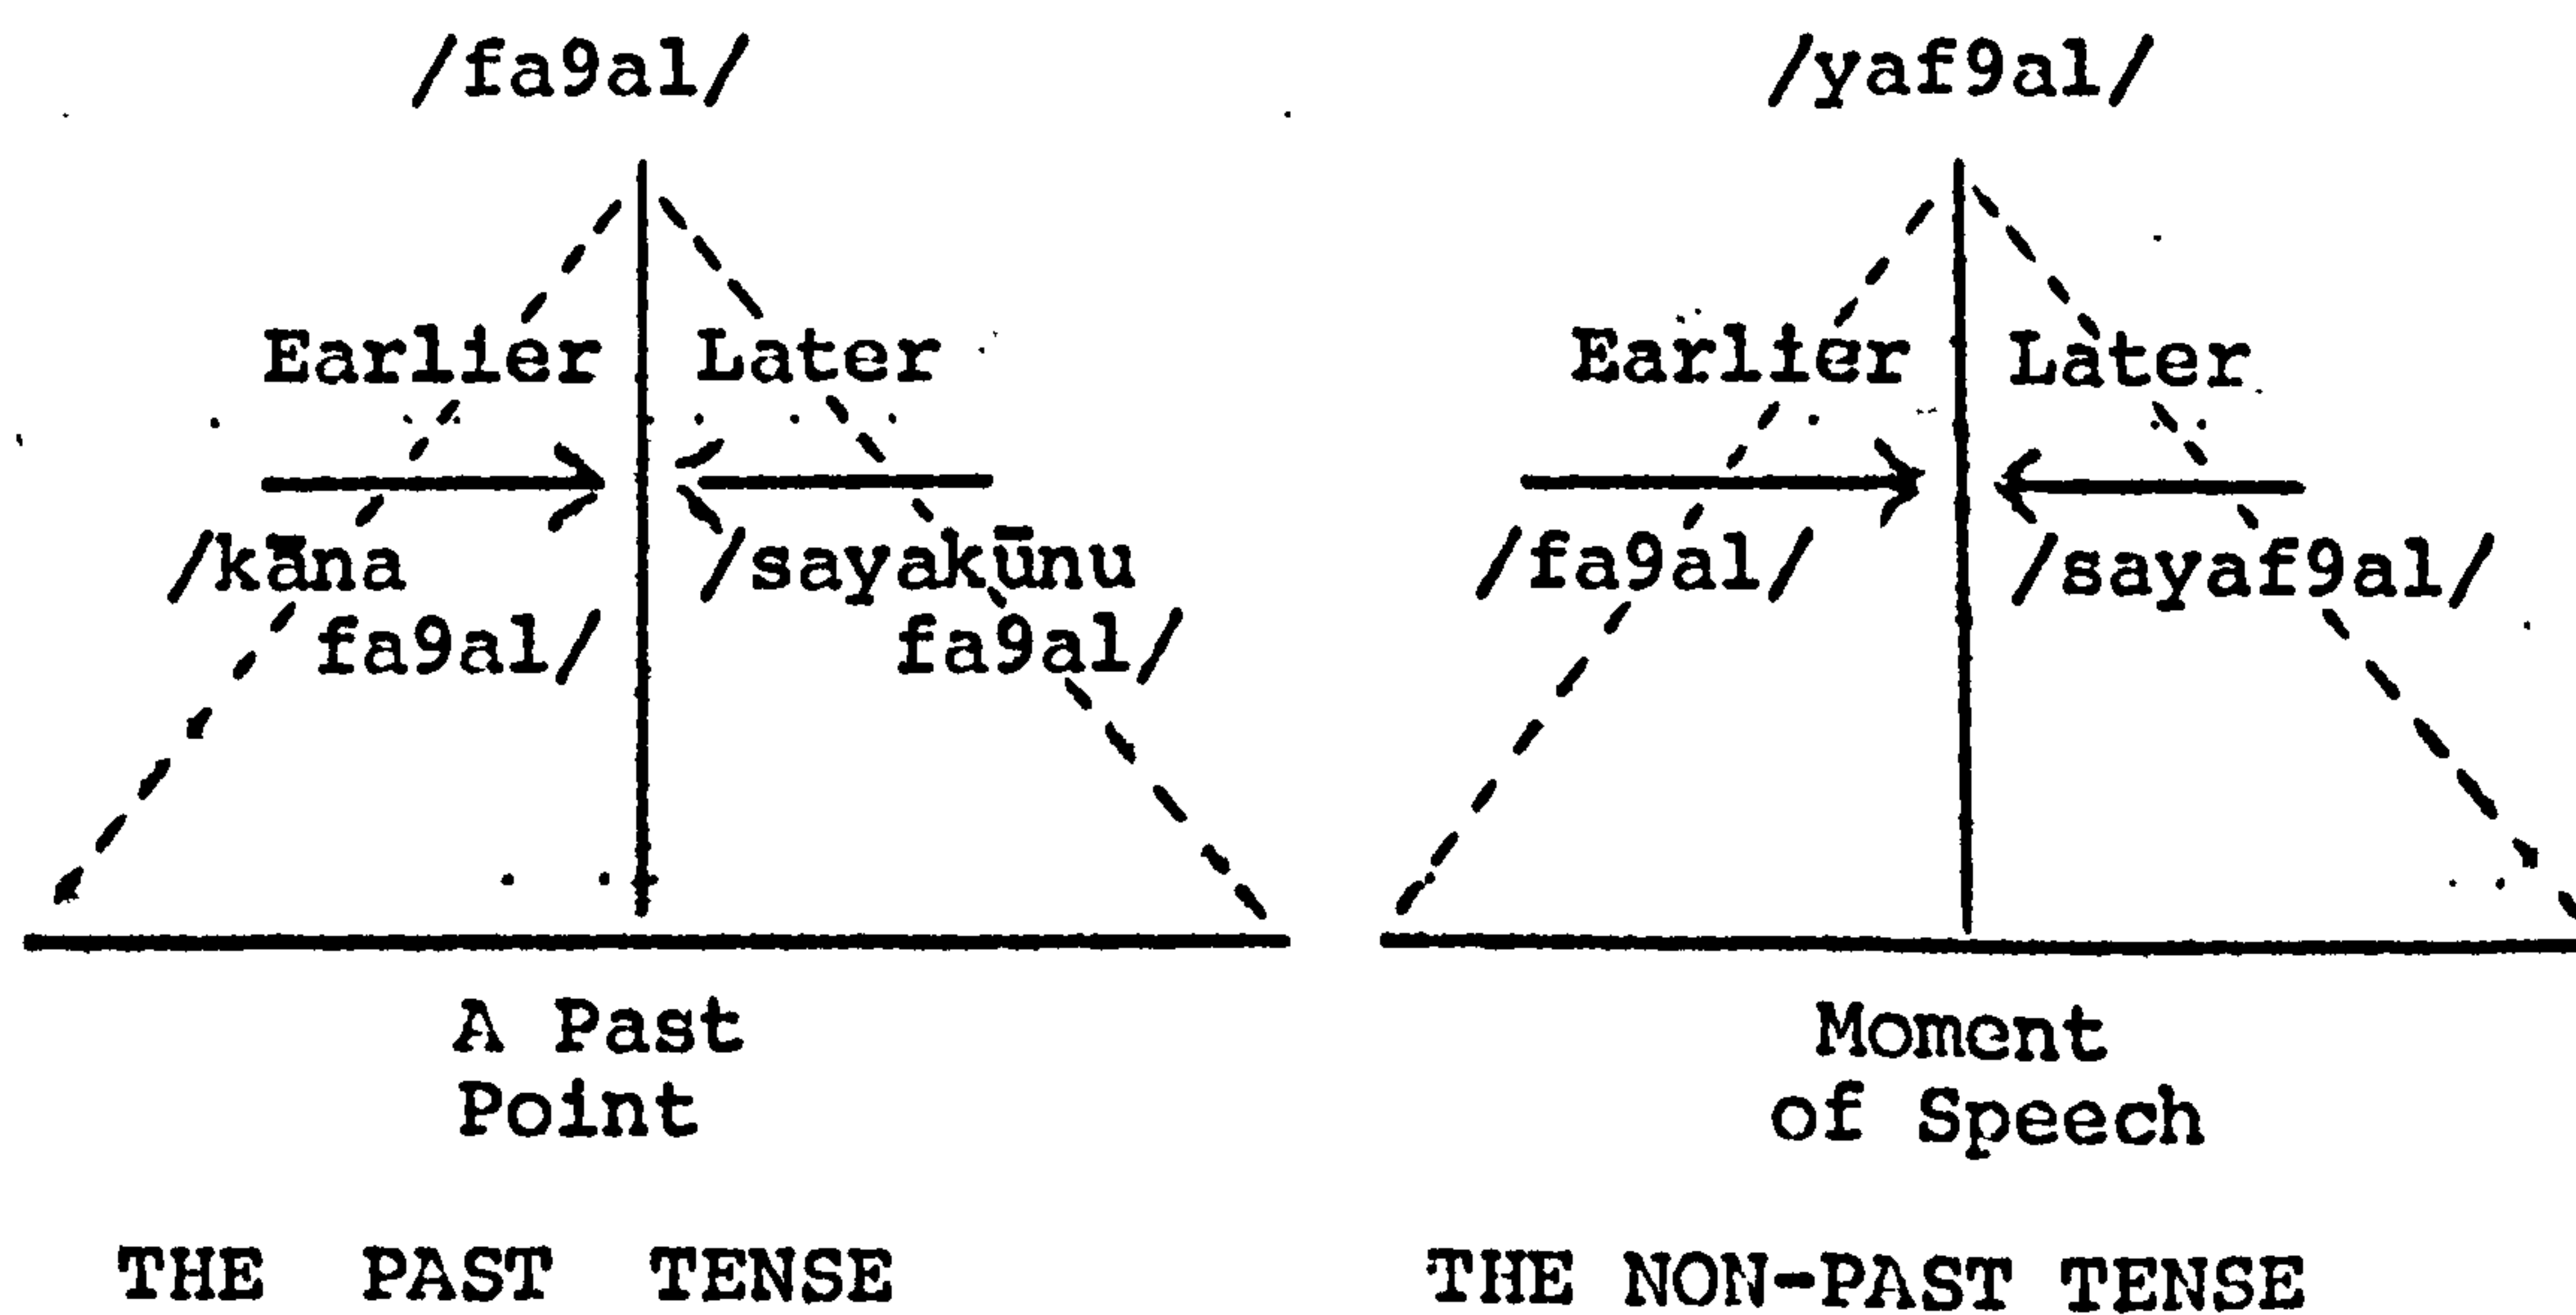 /fa9al/
Earlier Later
/kāna
fa9al/
/sayakūnu
fa9al/
A Past
Point
THE PAST TENSE
/yaf9al/
Earlier Later
/fa9al/
/sayaf9al/
Moment
of Speech
THE NON-PAST TENSE